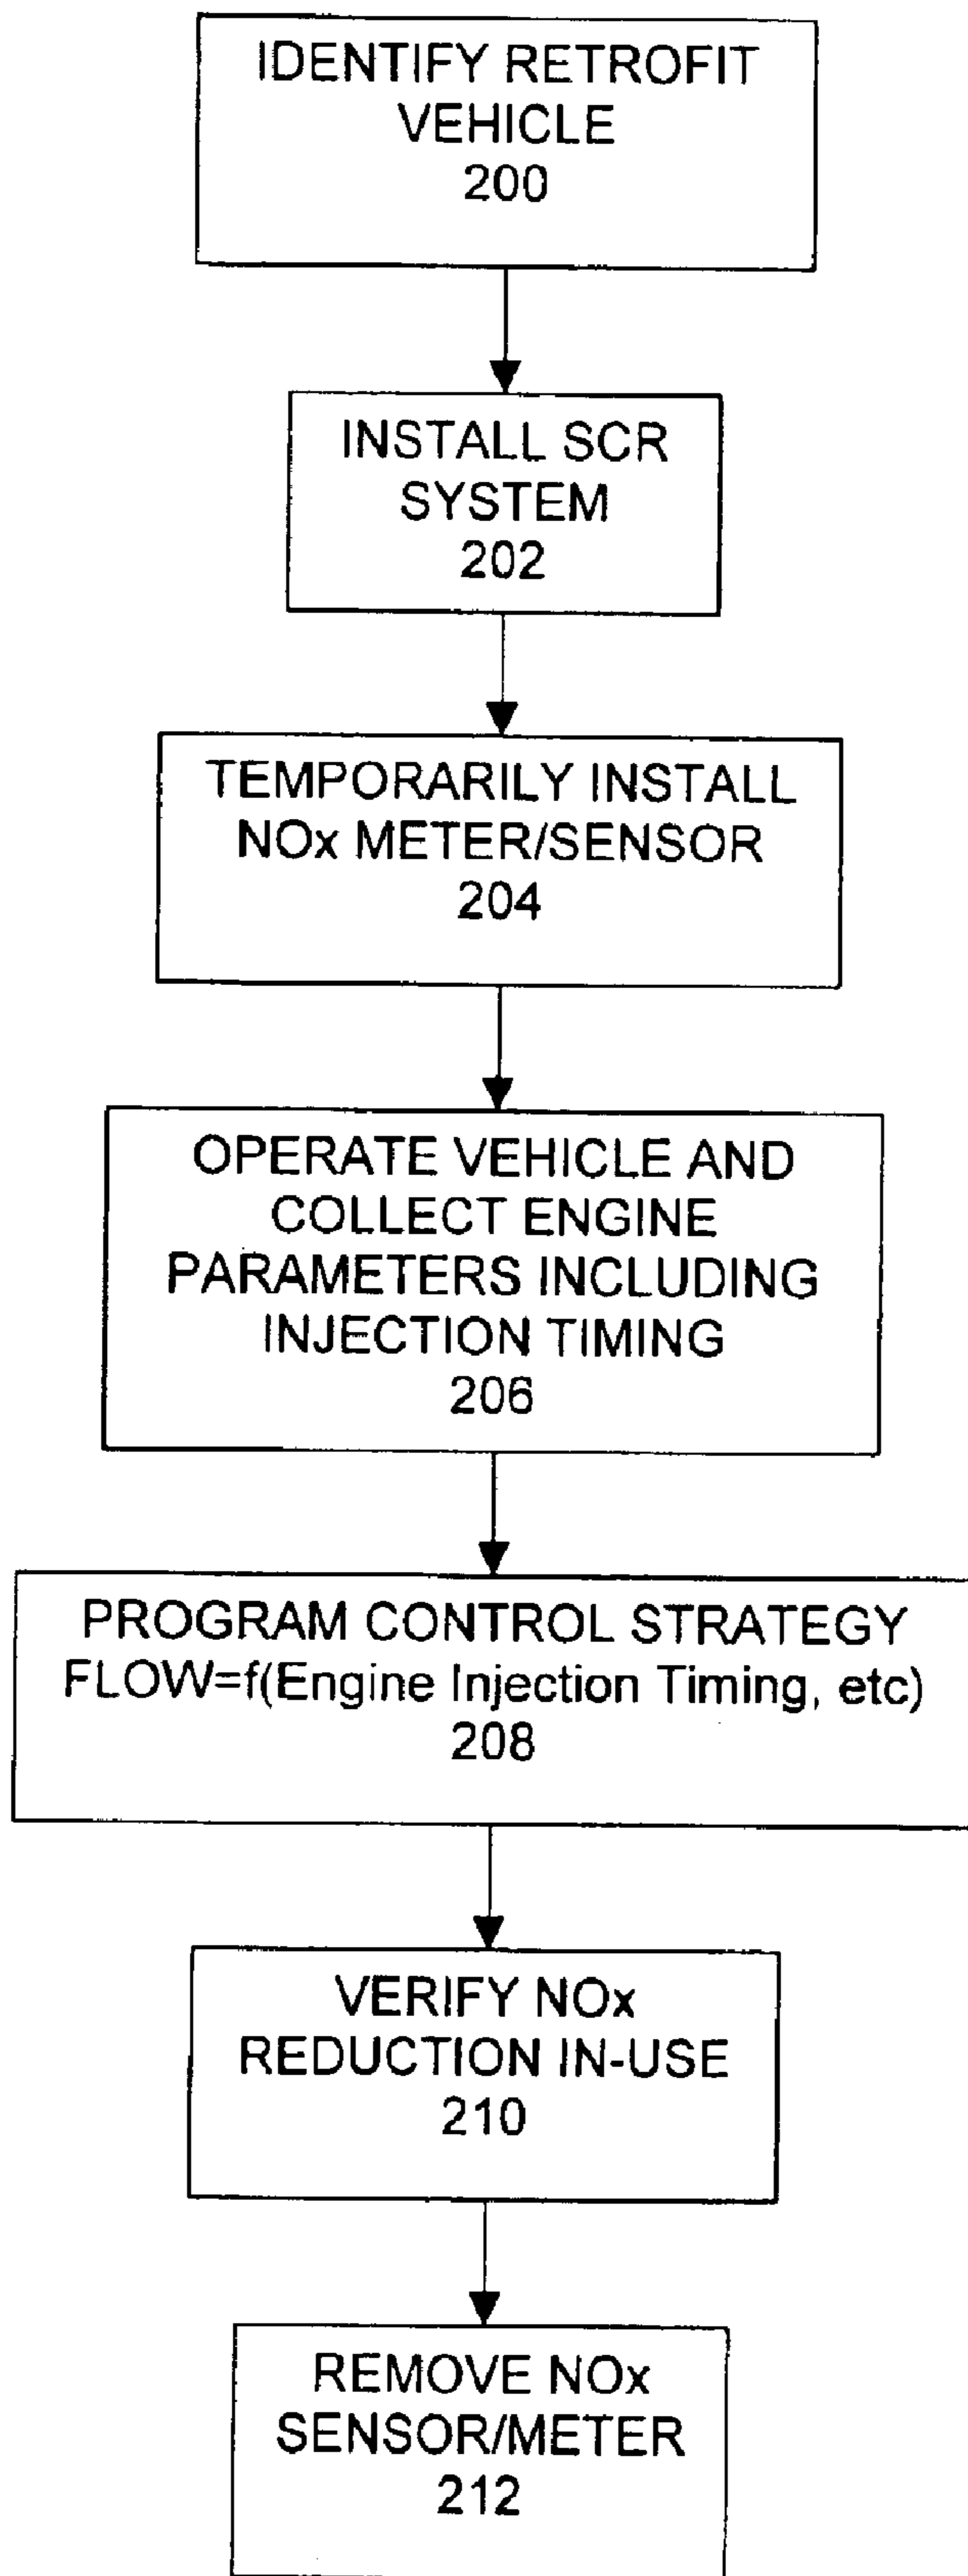 IDENTIFY RETROFIT
VEHICLE
200
INSTALL SCR
SYSTEM
202
TEMPORARILY INSTALL
NOx METER/SENSOR
204
OPERATE VEHICLE AND
COLLECT ENGINE
PARAMETERS INCLUDING
INJECTION TIMING
206
PROGRAM CONTROL STRATEGY
FLOW=f(Engine Injection Timing, etc)
208
VERIFY NOx
REDUCTION IN-USE
210
REMOVE NOx
SENSOR/METER
212